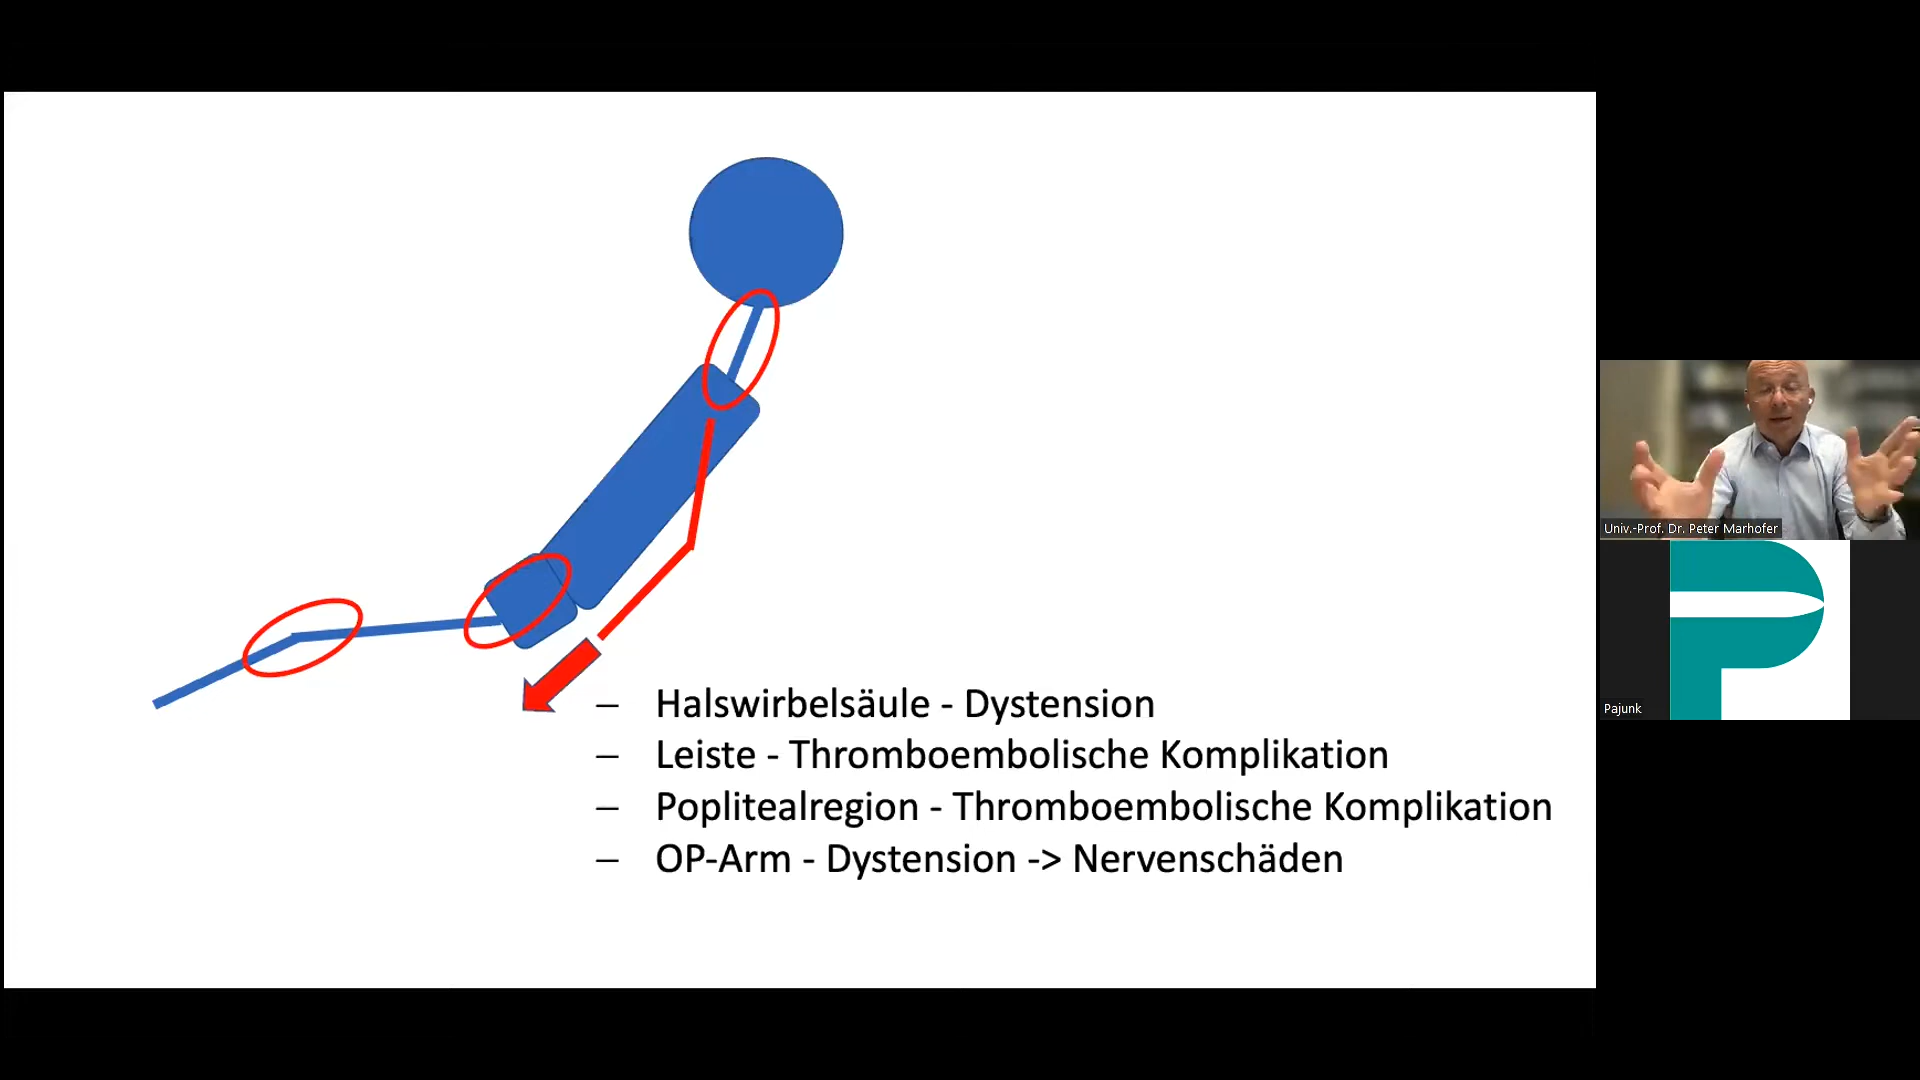 – Halswirbelsäule - Dystension
– Leiste - Thromboembolische Komplikation
– Poplitealregion - Thromboembolische Komplikation
– OP-Arm - Dystension -> Nervenschäden
Univ.-Prof. Dr. Peter Marhofer
Pajunk